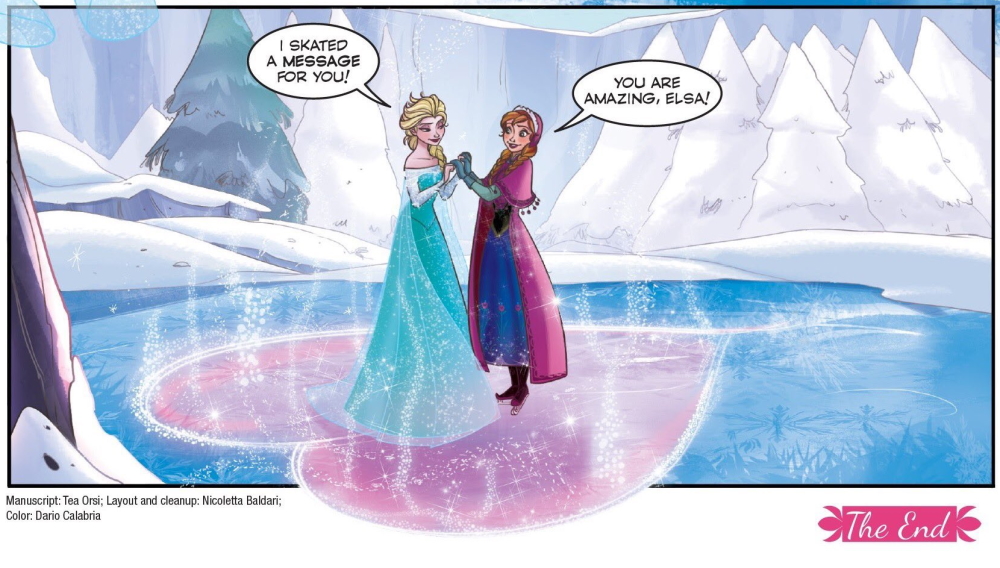 I SKATED
A MESSAGE
FOR YOU!
YOU ARE
AMAZING, ELSA!
Manuscript: Tea Orsi; Layout and cleanup: Nicoletta Baldari;
Color: Dario Calabria
The End